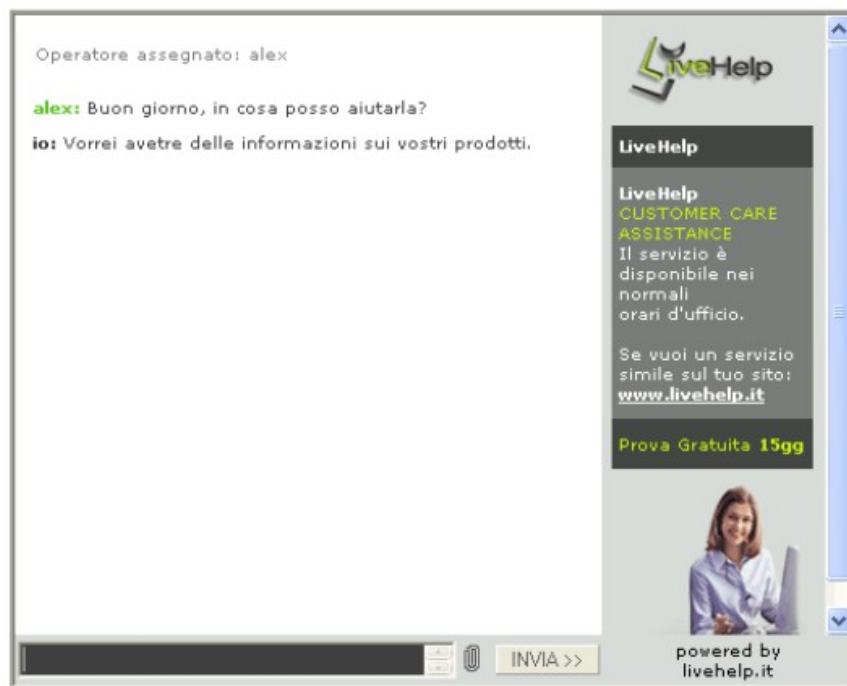 Operatore assegnato: alex
alex: Buon giorno, in cosa posso aiutarla?
io: Vorrei avetre delle informazioni sui vostri prodotti.
LiveHelp
LiveHelp
LiveHelp
CUSTOMER CARE
ASSISTANCE
Il servizio è
disponibile nei
normali
orari d'ufficio.
Se vuoi un servizio
simile sul tuo sito:
www.livehelp.it
Prova Gratuita 15gg
powered by
livehelp.it
INVIA >>